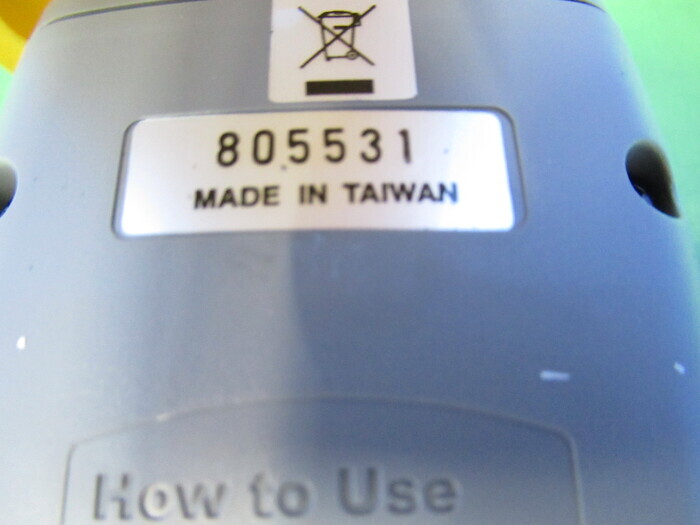 805531
MADE IN TAIWAN
How to Use